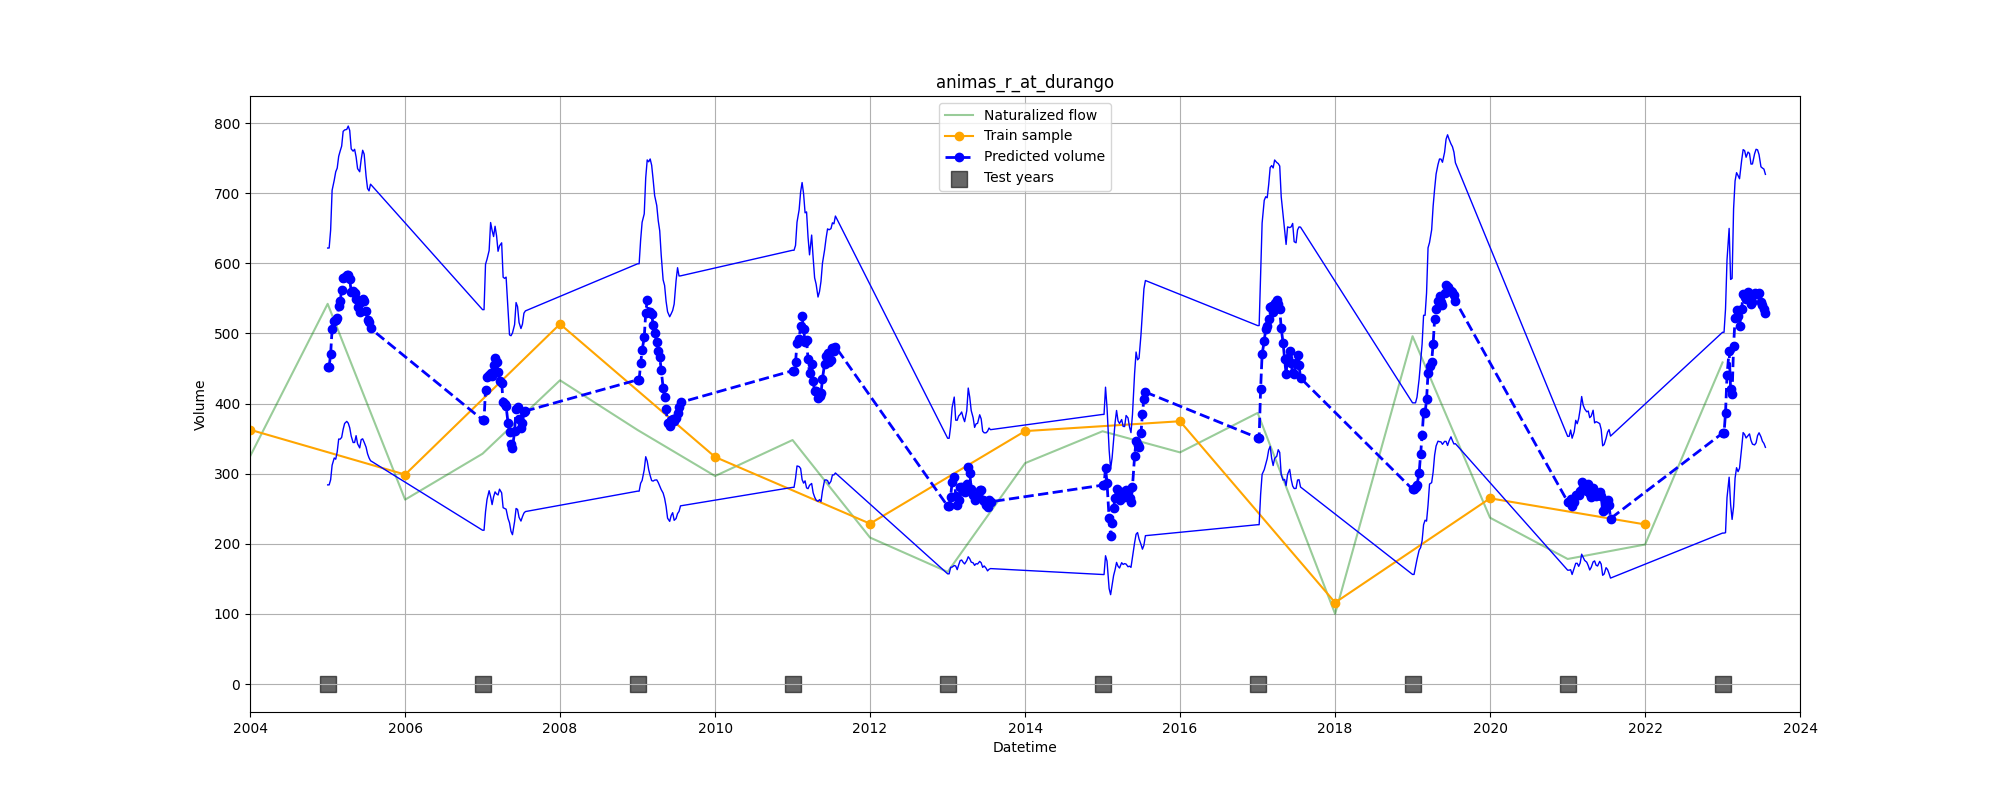 animas_r_at_durango
Naturalized flow
Train sample
Predicted volume
Test years
Volume
800
700
600
500
400
300
200
100
0
2004 2006 2008 2010 2012 2014 2016 2018 2020 2022 2024
Datetime